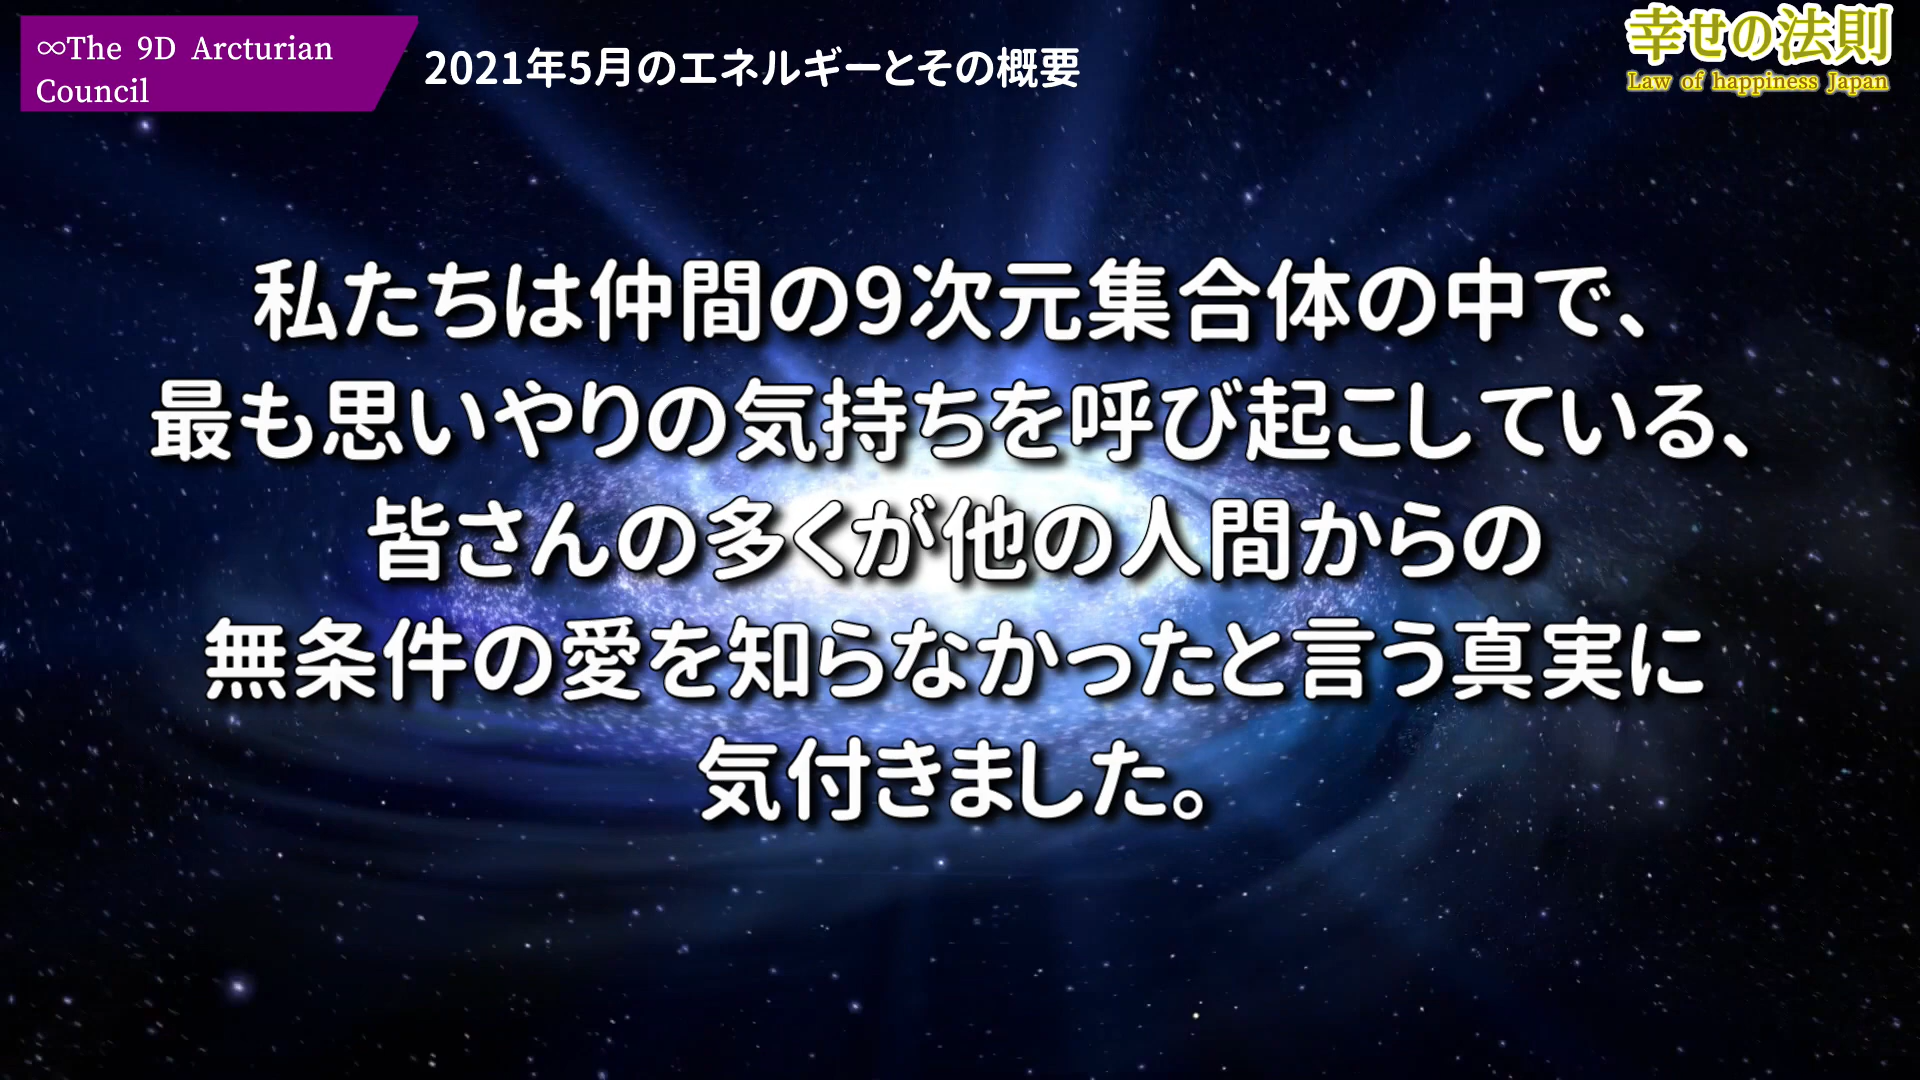 ∞The 9D Arcturian
Council
2021年5月のエネルギーとその概要
幸せの法則
Law of happiness Japan
私たちは仲間の9次元集合体の中で、
最も思いやりの気持ちを呼び起こしている、
皆さんの多くが他の人間からの
無条件の愛を知らなかったと言う真実に
気付きました。